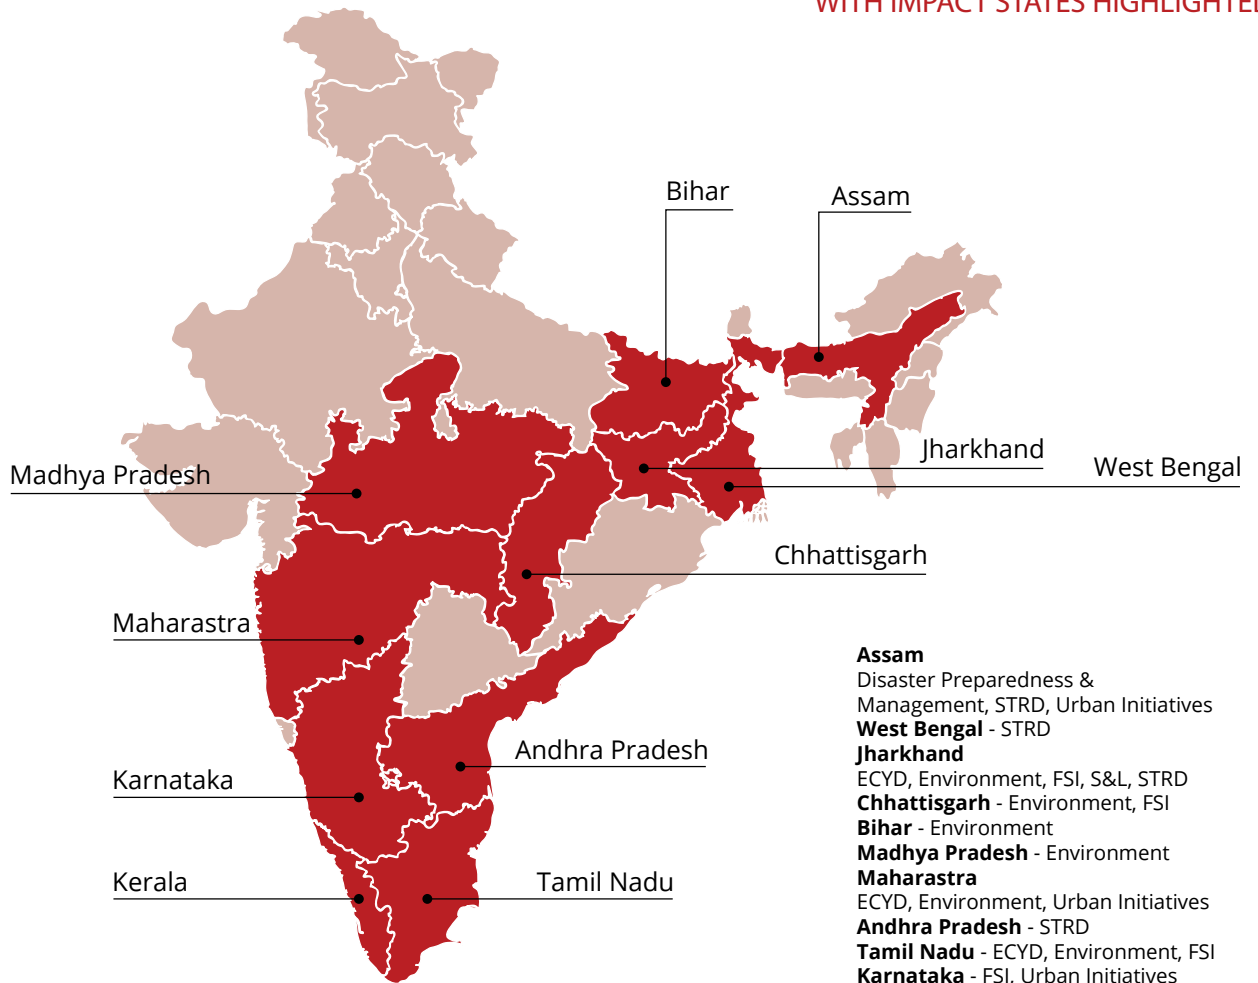 WITH IMPACT STATES HIGHLIGHTED
Bihar
Assam
Jharkhand
West Bengal
Madhya Pradesh
Chhattisgarh
Maharastra
Andhra Pradesh
Karnataka
Kerala
Tamil Nadu
Assam
Disaster Preparedness &
Management, STRD, Urban Initiatives
West Bengal - STRD
Jharkhand
ECYD, Environment, FSI, S&L, STRD
Chhattisgarh - Environment, FSI
Bihar - Environment
Madhya Pradesh - Environment
Maharastra
ECYD, Environment, Urban Initiatives
Andhra Pradesh - STRD
Tamil Nadu - ECYD, Environment, FSI
Karnataka - FSI, Urban Initiatives